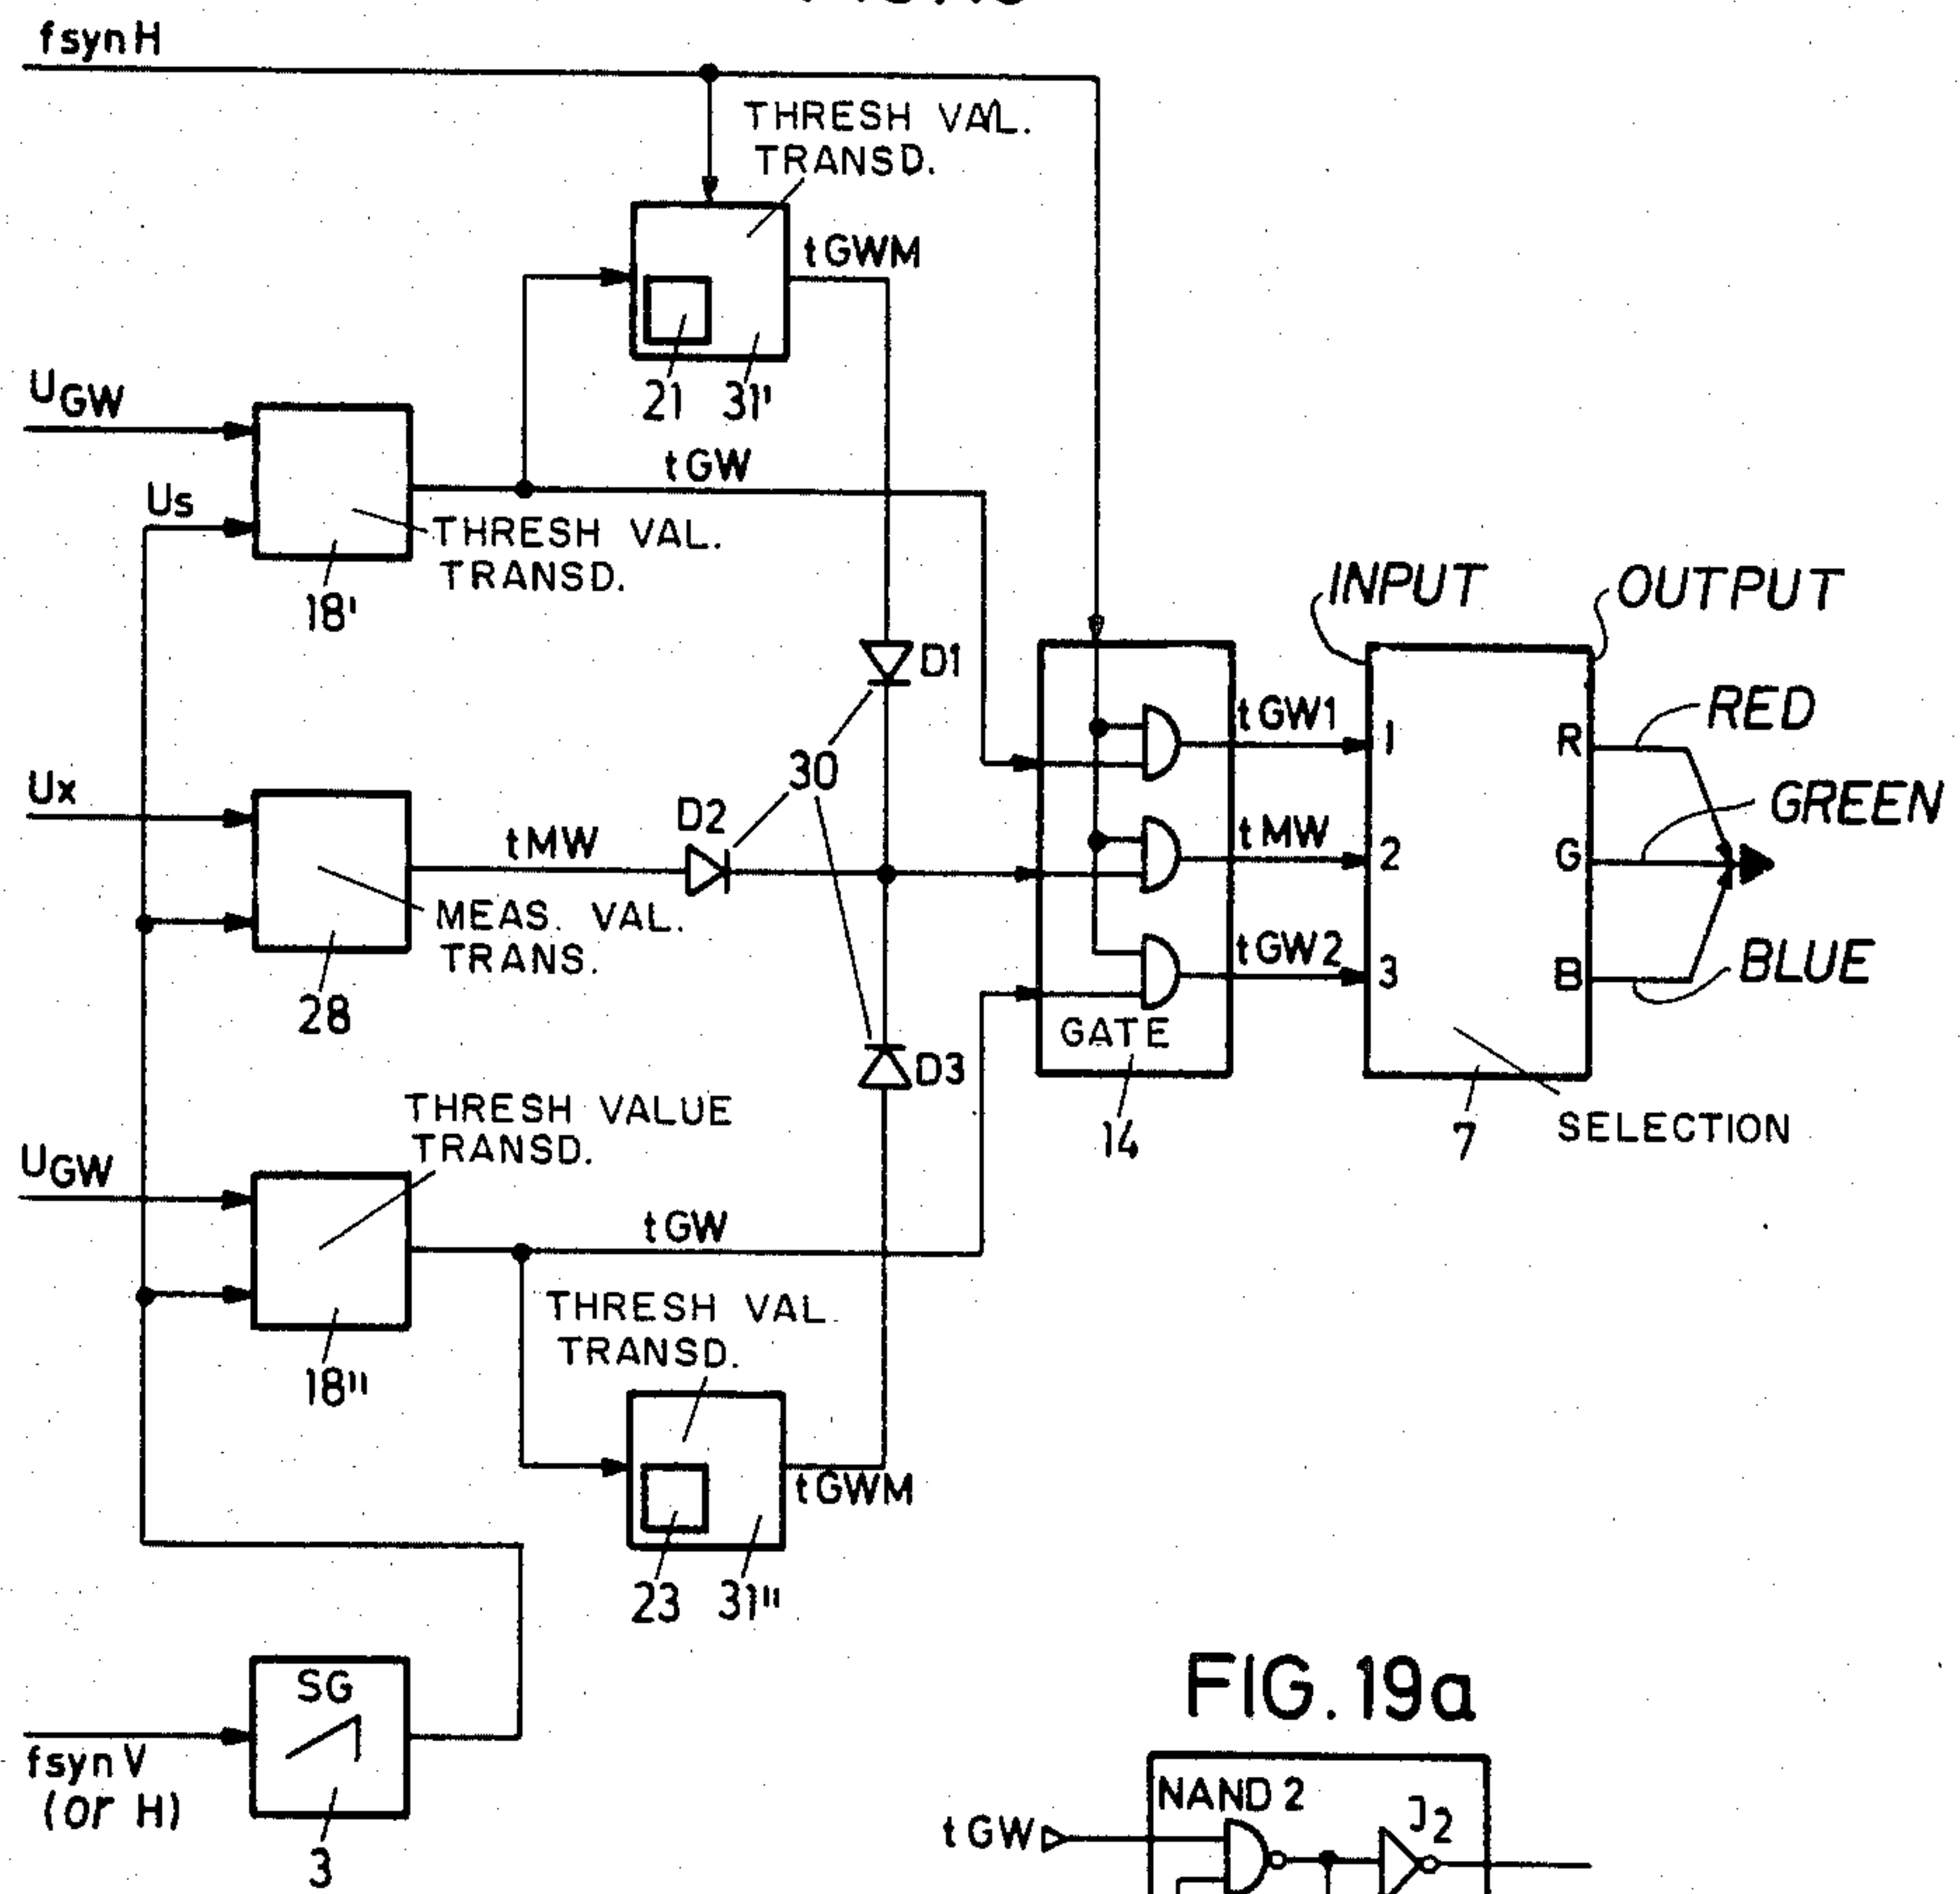 fsynH
THRESH VAL.
TRANSD.
tGWM
21 31'
UGW
tGW
Us
THRESH VAL.
TRANSD.
18'
INPUT
OUTPUT
D1
tGW1
1
R
RED
30
Ux
D2
tMW
tMW
2
G
GREEN
MEAS. VAL.
TRANS.
28
tGW2
3
B
BLUE
GATE
14
D3
7
SELECTION
THRESH VALUE
TRANSD.
UGW
tGW
THRESH VAL
TRANSD.
18"
tGWM
23 31"
SG
fsynV
(or H)
3
FIG. 19a
NAND 2
J2
tGW